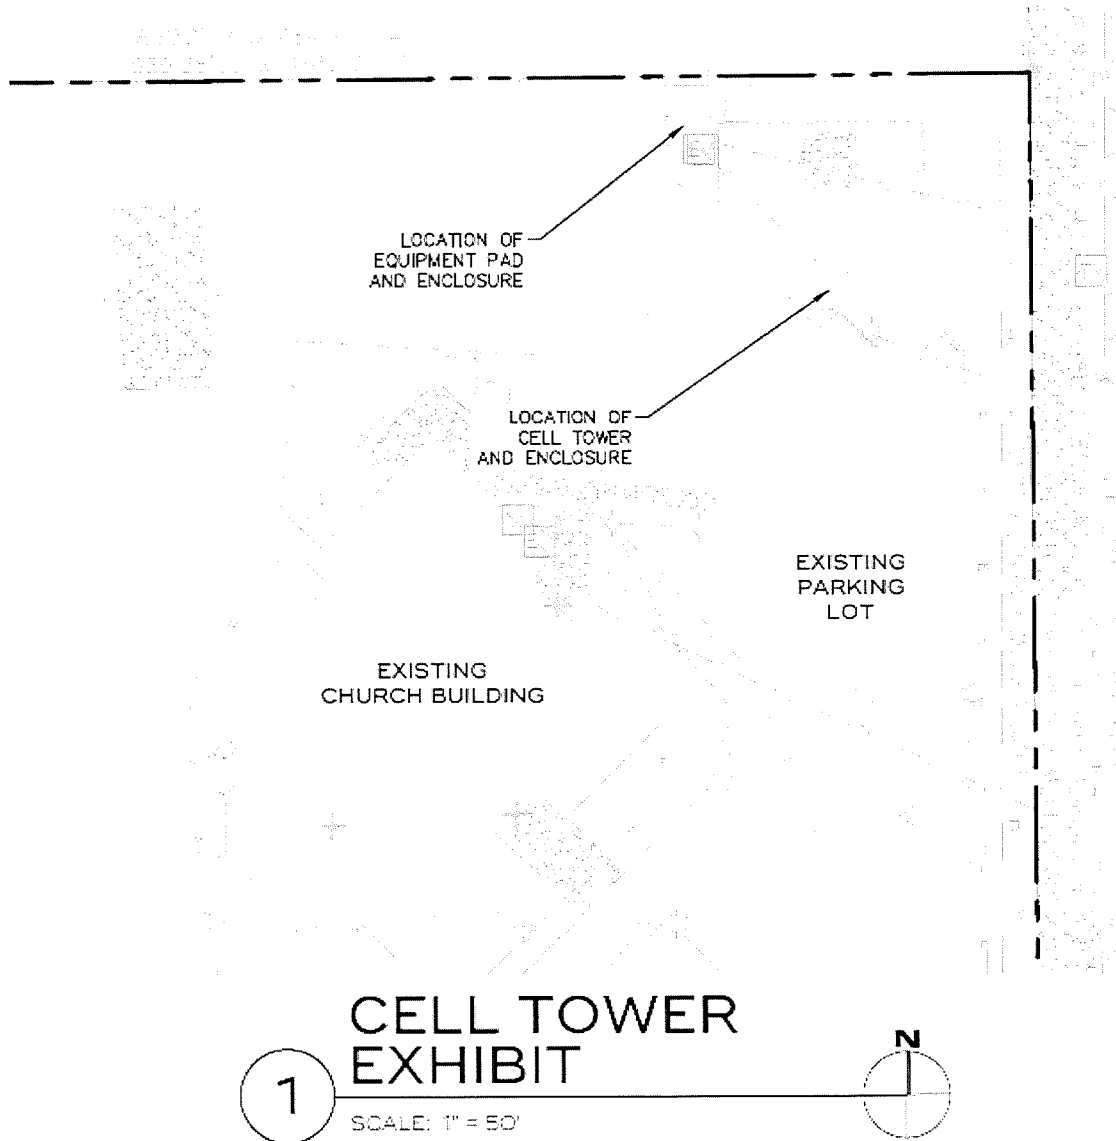 LOCATION OF
EQUIPMENT PAD
AND ENCLOSURE
LOCATION OF
CELL TOWER
AND ENCLOSURE
EXISTING
PARKING
LOT
EXISTING
CHURCH BUILDING
CELL TOWER
EXHIBIT
1
SCALE: 1" = 50'
N